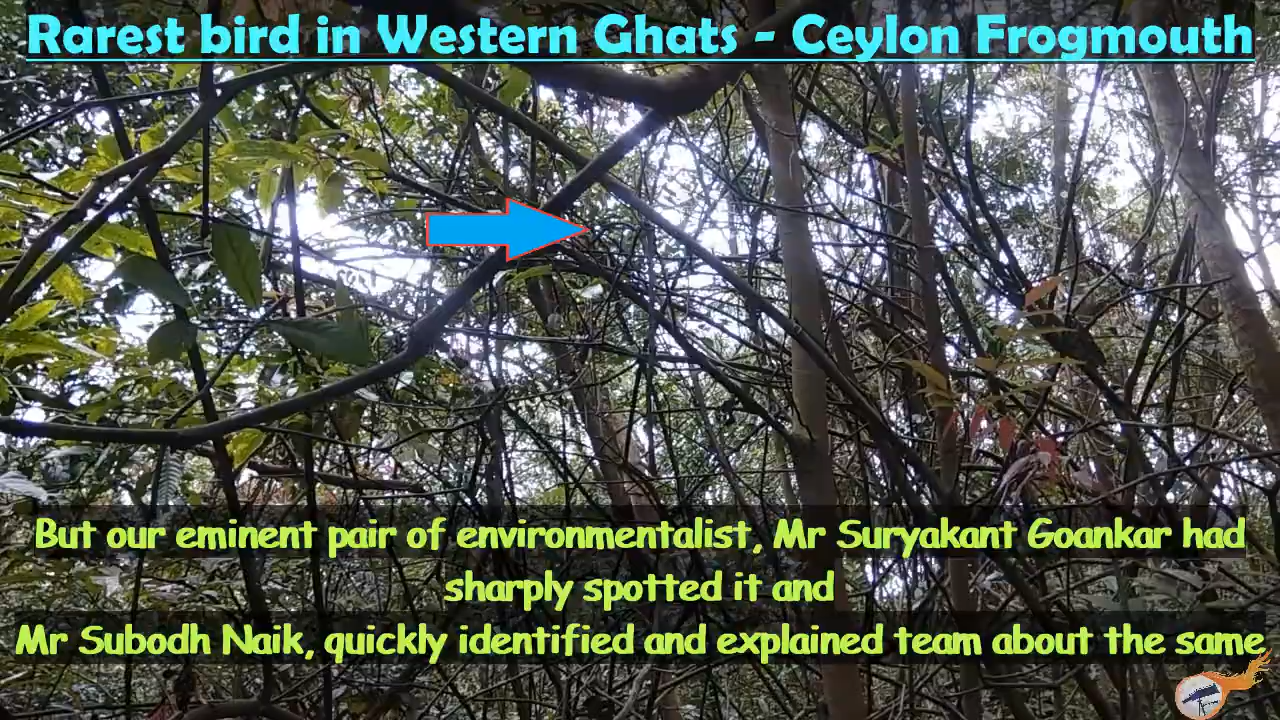 Rarest bird in Western Ghats - Ceylon Frogmouth
But our eminent pair of environmentalist, Mr Suryakant Goankar had
sharply spotted it and
Mr Subodh Naik, quickly identified and explained team about the same